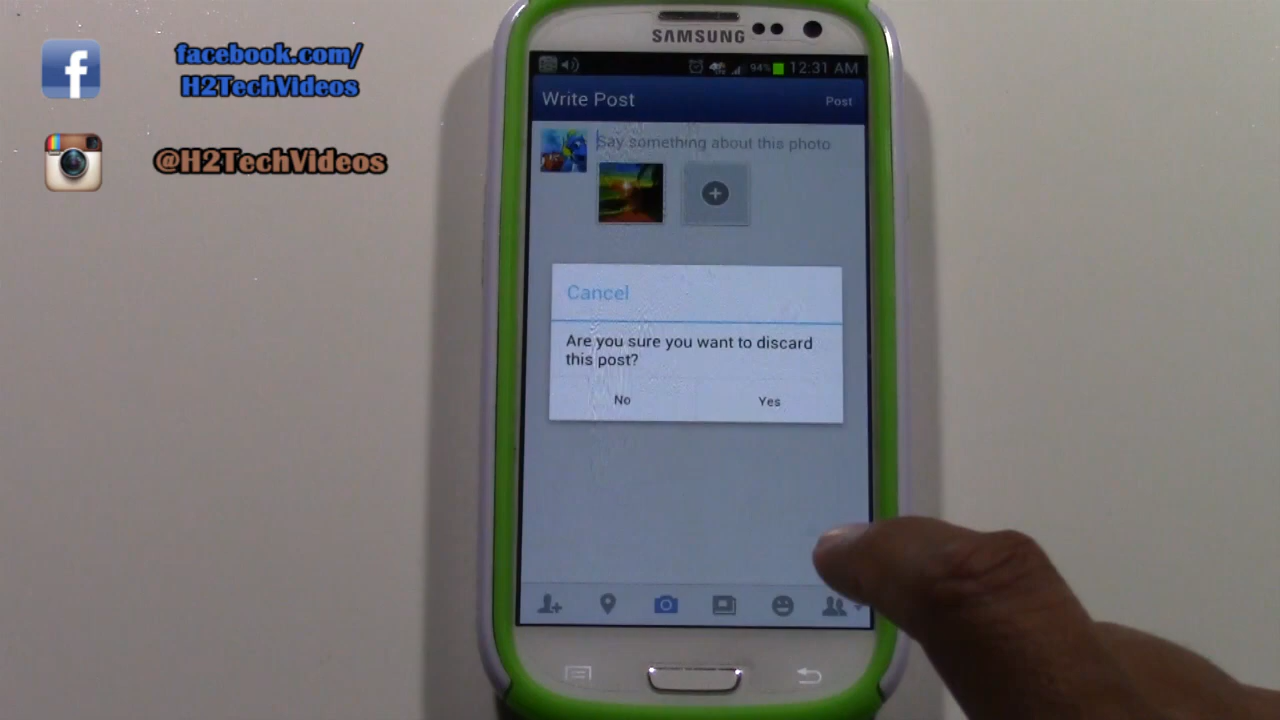 facebook.com/
H2TechVideos
@H2TechVideos
SAMSUNG
94% 12:31 AM
Write Post
Post
Say something about this photo
Cancel
Are you sure you want to discard
this post?
No
Yes